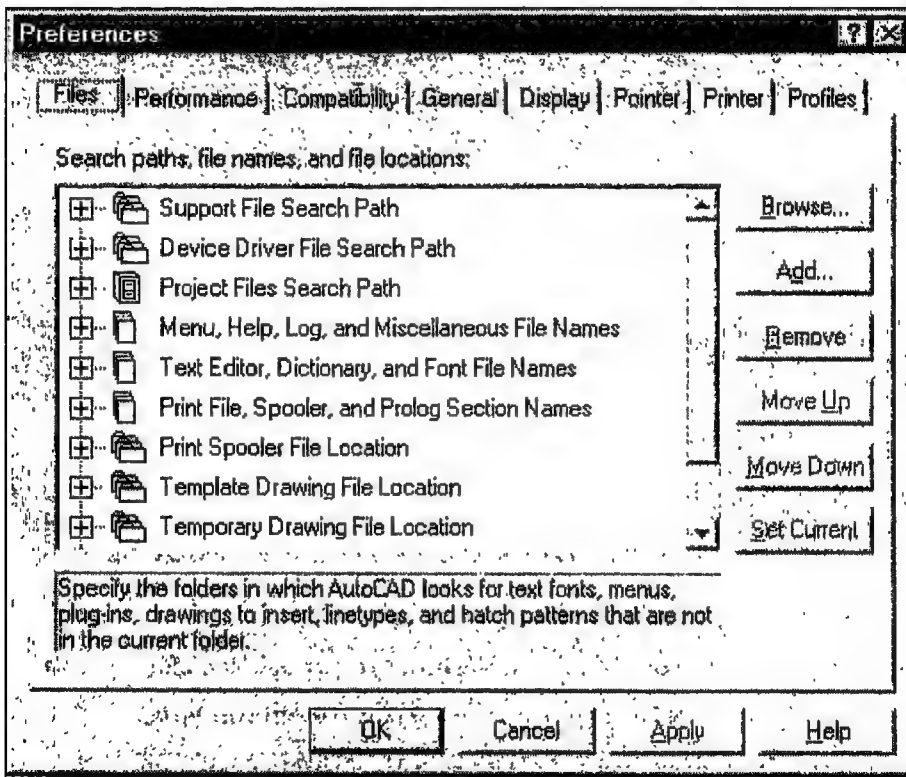 Preferences
Files Performance Compatibility General Display Pointer Printer Profiles
Search paths, file names, and file locations:
Support File Search Path
Device Driver File Search Path
Project Files Search Path
Menu, Help, Log, and Miscellaneous File Names
Text Editor, Dictionary, and Font File Names
Print File, Spooler, and Prolog Section Names
Print Spooler File Location
Template Drawing File Location
Temporary Drawing File Location
Browse...
Add...
Remove
Move Up
Move Down
Set Current
Specify the folders in which AutoCAD looks for text fonts, menus,
plug-ins, drawings to insert, linetypes, and hatch patterns that are not
in the current folder.
OK Cancel Apply Help